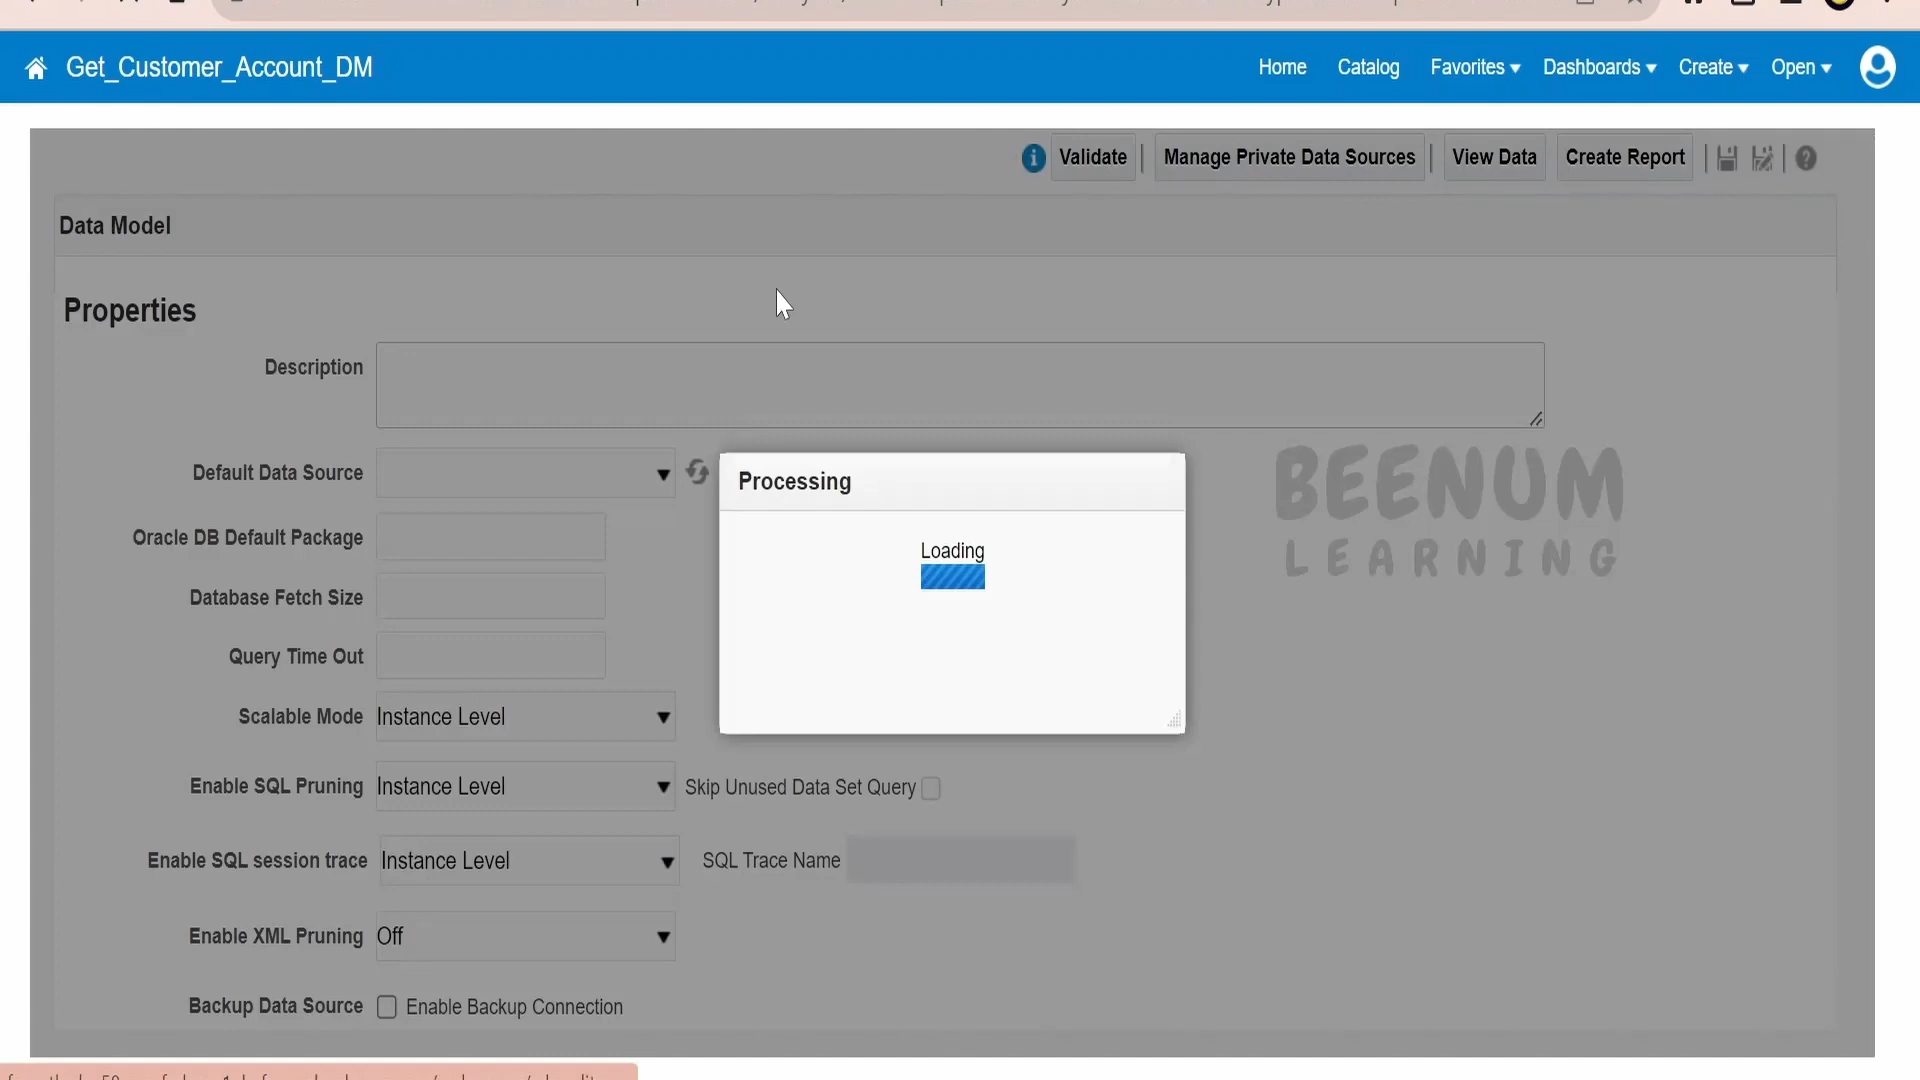 Get_Customer_Account_DM Home Catalog Favorites Dashboards Create Open
Validate Manage Private Data Sources View Data Create Report
Data Model
Properties
Description
Default Data Source
Processing
Loading
Oracle DB Default Package
Database Fetch Size
Query Time Out
Scalable Mode Instance Level
Enable SQL Pruning Instance Level Skip Unused Data Set Query
Enable SQL session trace Instance Level SQL Trace Name
Enable XML Pruning Off
Backup Data Source Enable Backup Connection
BEENUM
LEARNING